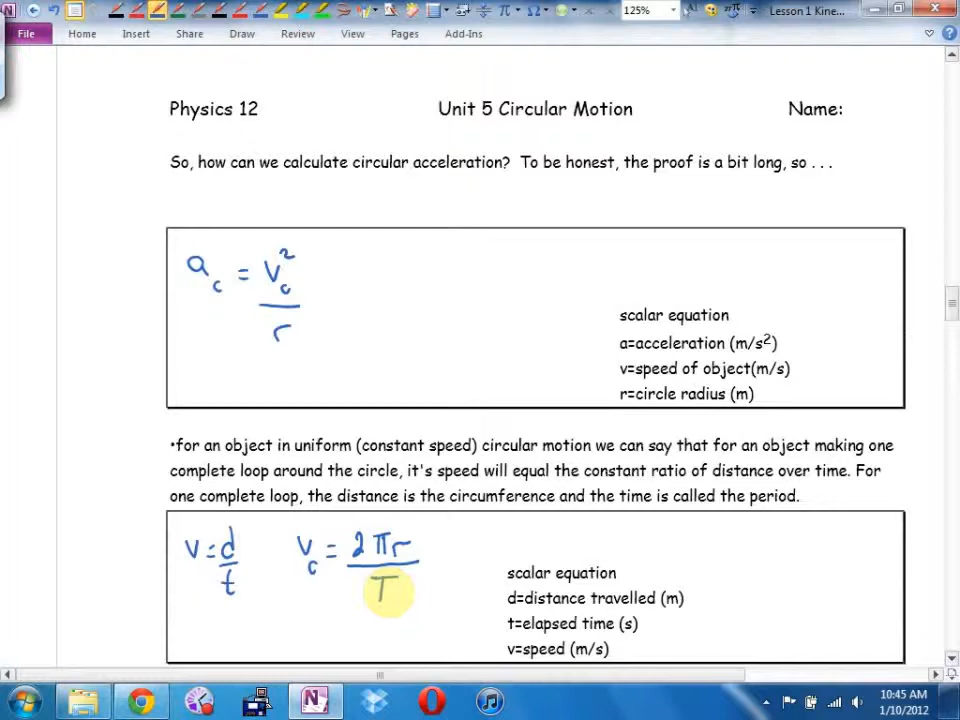 125%
Lesson 1 Kine...
File Home Insert Share Draw Review View Pages Add-Ins
Physics 12 Unit 5 Circular Motion Name:
So, how can we calculate circular acceleration? To be honest, the proof is a bit long, so . . .
a_c = v_c^2 / r
scalar equation
a=acceleration (m/s²)
v=speed of object(m/s)
r=circle radius (m)
•for an object in uniform (constant speed) circular motion we can say that for an object making one
complete loop around the circle, it's speed will equal the constant ratio of distance over time. For
one complete loop, the distance is the circumference and the time is called the period.
v = d/t v_c = 2πr / T
scalar equation
d=distance travelled (m)
t=elapsed time (s)
v=speed (m/s)
10:45 AM
1/10/2012